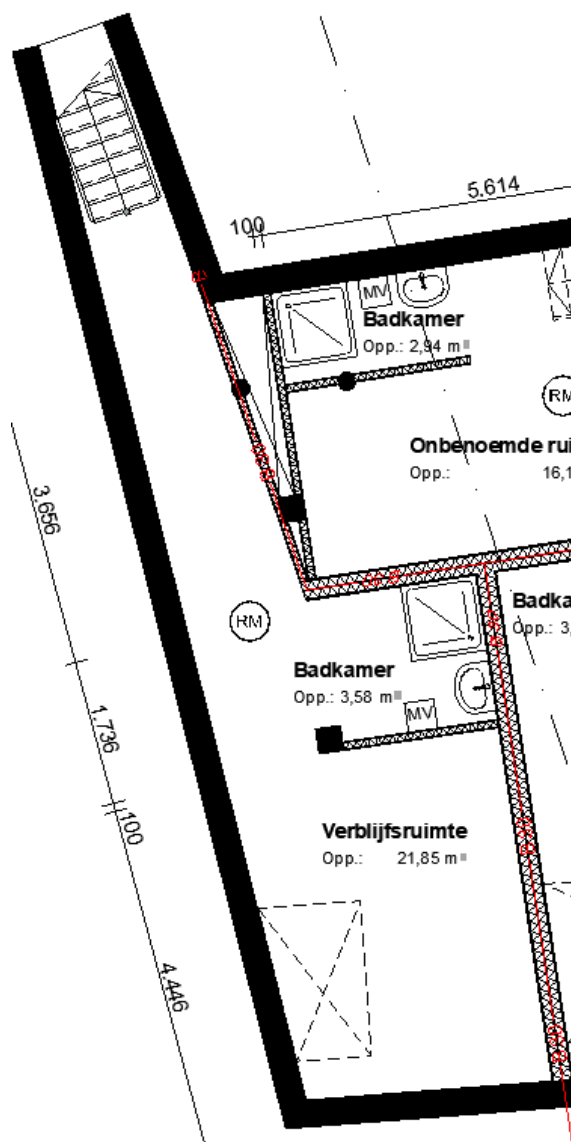 5.614
100
MV
Badkamer
Opp.: 2,94 m
RM
Onbenoemde rui
Opp.: 16,1
3.656
RM
Badka
Opp.: 3,
Badkamer
Opp.: 3,58 m
MV
1.736
100
Verblijfsruimte
Opp.: 21,85 m
4.446